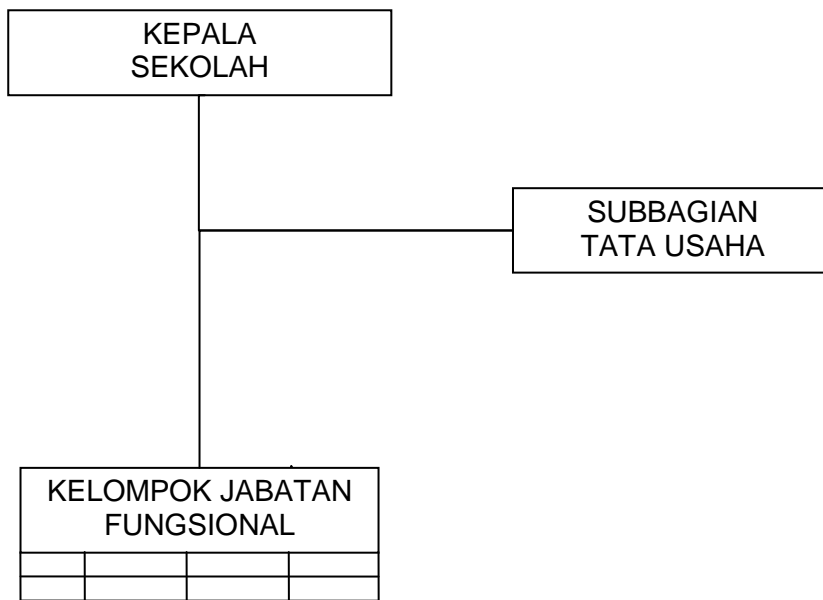 KEPALA
SEKOLAH
SUBBAGIAN
TATA USAHA
KELOMPOK JABATAN
FUNGSIONAL